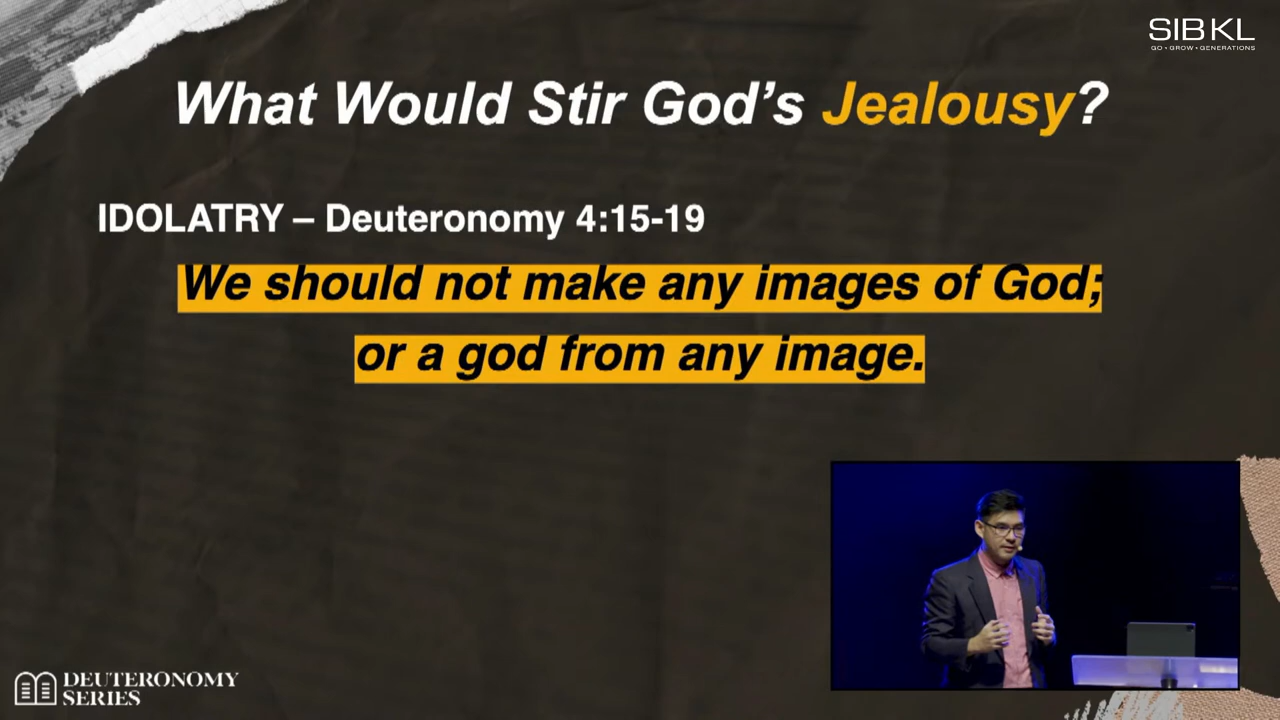 SIBKL
GO • GROW • GENERATIONS
What Would Stir God’s Jealousy?
IDOLATRY – Deuteronomy 4:15-19
We should not make any images of God;
or a god from any image.
DEUTERONOMY
SERIES